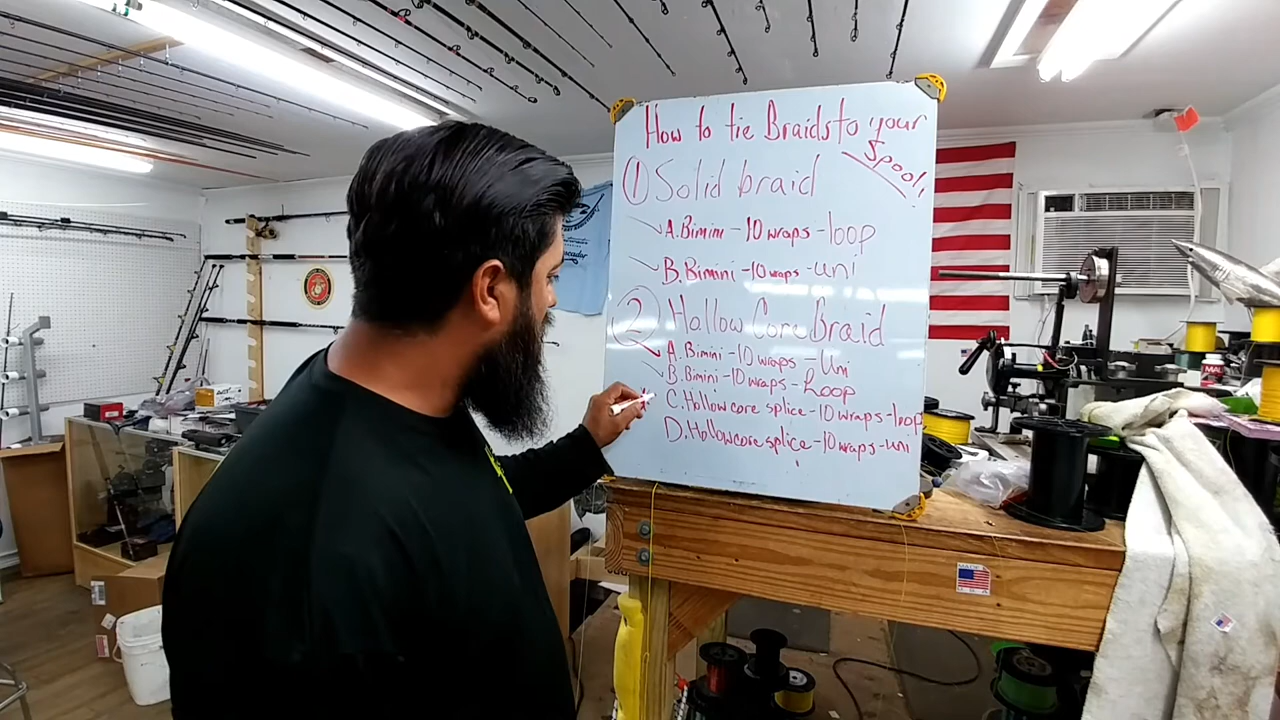 How to tie Braids to your
Spool!
① Solid braid
A. Bimini - 10 wraps - loop
B. Bimini - 10 wraps - uni
② Hallow Core Braid
A. Bimini - 10 wraps - Uni
B. Bimini - 10 wraps - Loop
C. Hollow core splice - 10 wraps - loop
D. Hollow core splice - 10 wraps - uni
MADE
U.S.A